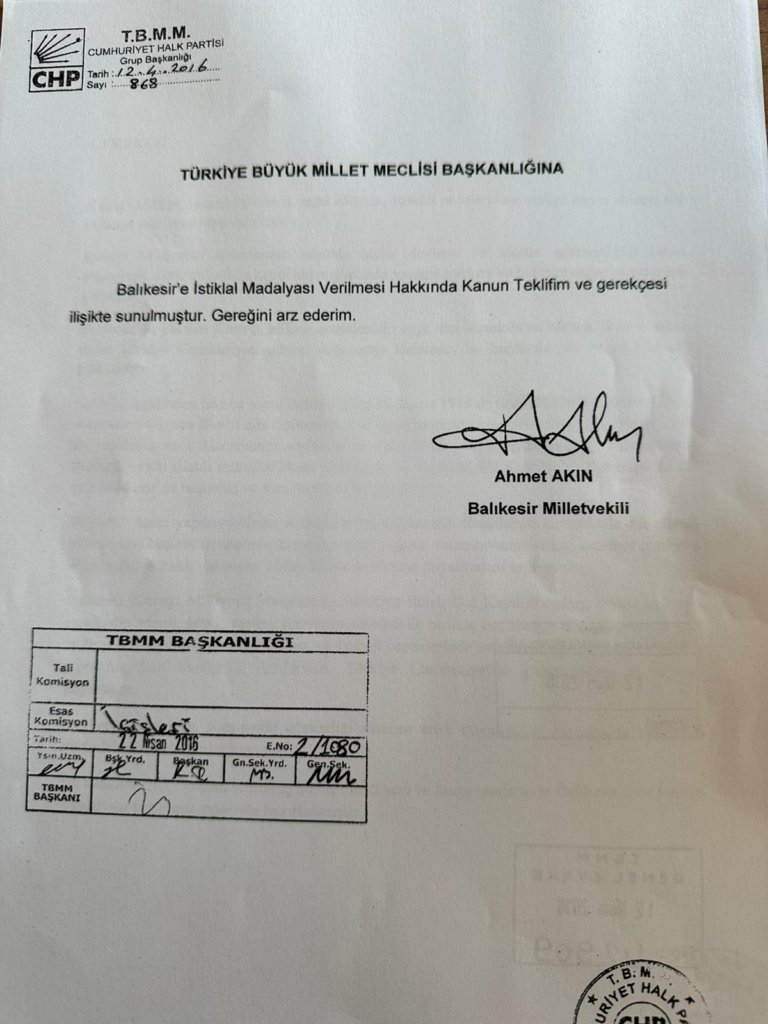 T.B.M.M.
CUMHURİYET HALK PARTİSİ
Grup Başkanlığı
CHP
Tarih :12.4.2016
Sayı :868
TÜRKİYE BÜYÜK MİLLET MECLİSİ BAŞKANLIĞINA
Balıkesir'e İstiklal Madalyası Verilmesi Hakkında Kanun Teklifim ve gerekçesi
ilişikte sunulmuştur. Gereğini arz ederim.
Ahmet AKIN
Balıkesir Milletvekili
TBMM BAŞKANLIĞI
Tali
Komisyon
Esas
Komisyon
İçişleri
Tarih: 22 Nisan 2016 E.No: 2/1080
Ysn.Uzm. Bşk.Yrd. Başkan Gn.Sek.Yrd. Gen.Sek.
TBMM
BAŞKANI
T.B.M.
CHP